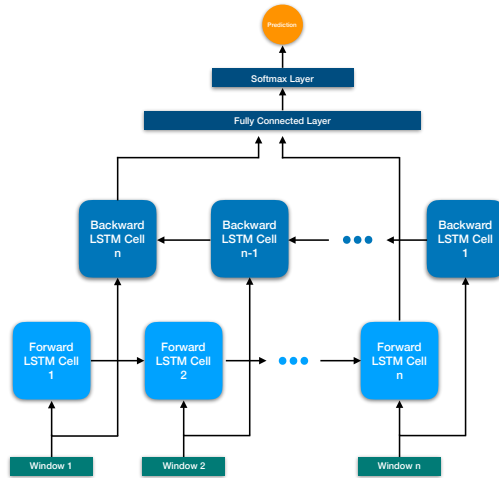 Prediction
Softmax Layer
Fully Connected Layer
Backward
LSTM Cell
n
Backward
LSTM Cell
n-1
Backward
LSTM Cell
1
Forward
LSTM Cell
1
Forward
LSTM Cell
2
Forward
LSTM Cell
n
Window 1
Window 2
Window n